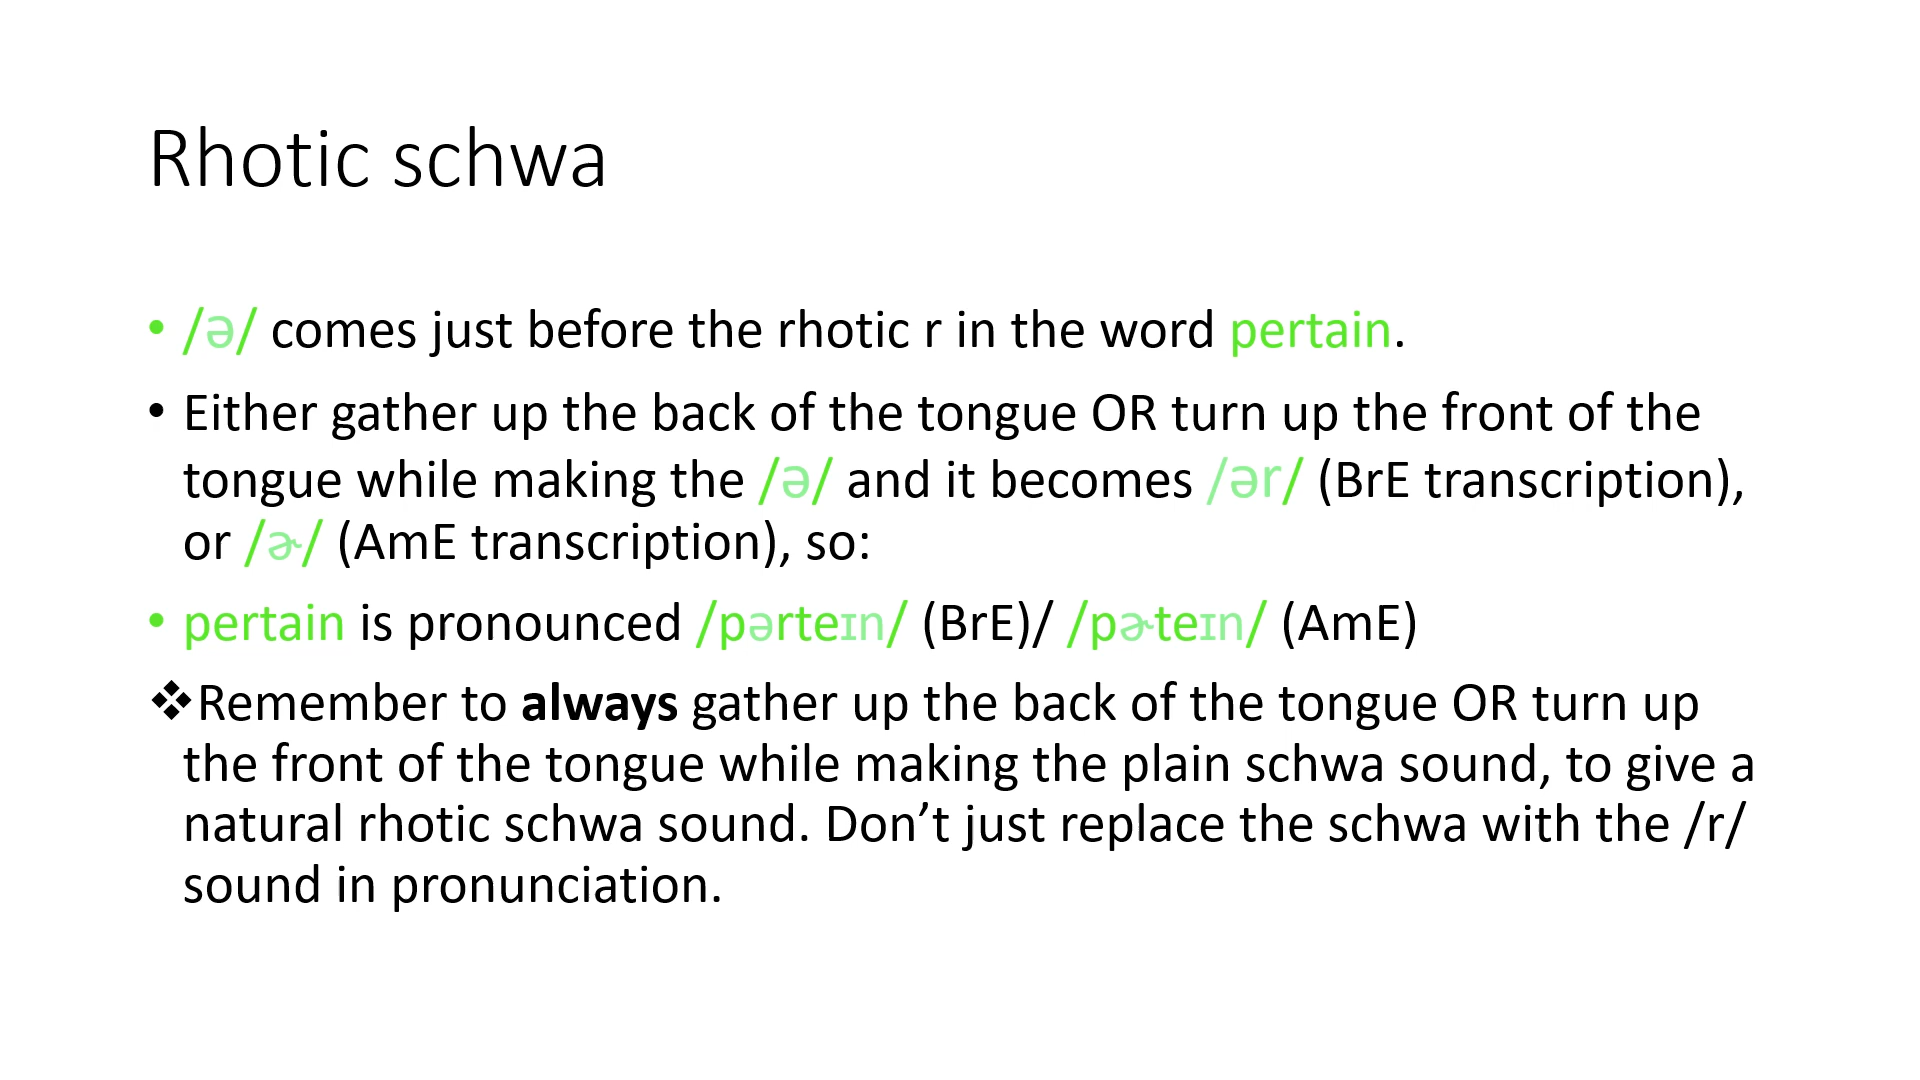 Rhotic schwa
• /ə/ comes just before the rhotic r in the word pertain.
• Either gather up the back of the tongue OR turn up the front of the
tongue while making the /ə/ and it becomes /ər/ (BrE transcription),
or /ɚ/ (AmE transcription), so:
• pertain is pronounced /pərteɪn/ (BrE)/ /pɚteɪn/ (AmE)
❖Remember to always gather up the back of the tongue OR turn up
the front of the tongue while making the plain schwa sound, to give a
natural rhotic schwa sound. Don’t just replace the schwa with the /r/
sound in pronunciation.